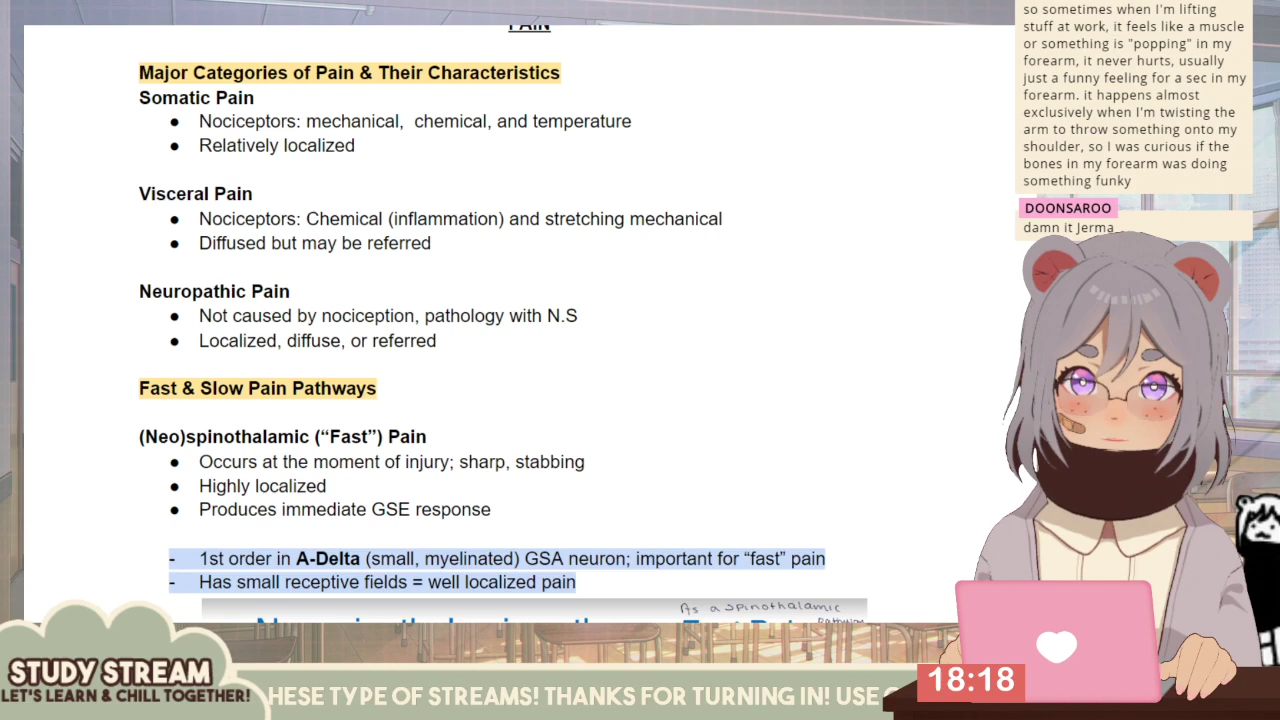 PAIN
Major Categories of Pain & Their Characteristics
Somatic Pain
● Nociceptors: mechanical, chemical, and temperature
● Relatively localized
Visceral Pain
● Nociceptors: Chemical (inflammation) and stretching mechanical
● Diffused but may be referred
Neuropathic Pain
● Not caused by nociception, pathology with N.S
● Localized, diffuse, or referred
Fast & Slow Pain Pathways
(Neo)spinothalamic (“Fast”) Pain
● Occurs at the moment of injury; sharp, stabbing
● Highly localized
● Produces immediate GSE response
- 1st order in A-Delta (small, myelinated) GSA neuron; important for “fast” pain
- Has small receptive fields = well localized pain
As a spinothalamic
Pathway
so sometimes when I'm lifting
stuff at work, it feels like a muscle
or something is "popping" in my
forearm, it never hurts, usually
just a funny feeling for a sec in my
forearm. it happens almost
exclusively when I'm twisting the
arm to throw something onto my
shoulder, so I was curious if the
bones in my forearm was doing
something funky
DOONSAROO
damn it Jerma
STUDY STREAM
LET'S LEARN & CHILL TOGETHER!
HESE TYPE OF STREAMS! THANKS FOR TURNING IN! USE
18:18